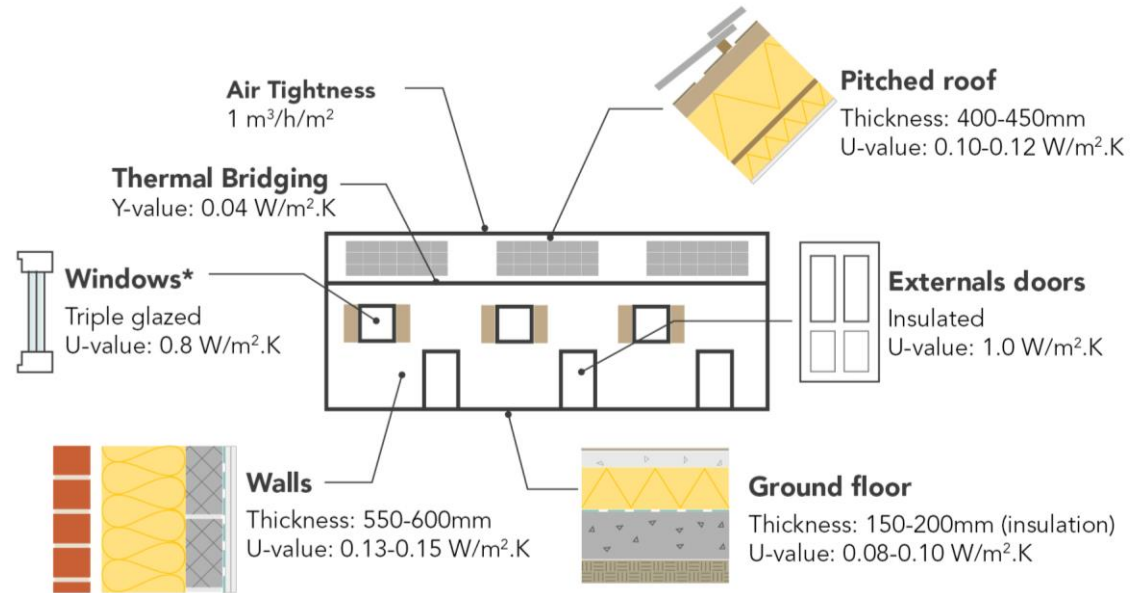 Pitched roof
Thickness: 400-450mm
U-value: 0.10-0.12 W/m².K
Air Tightness
1 m³/h/m²
Thermal Bridging
Y-value: 0.04 W/m².K
Windows*
Triple glazed
U-value: 0.8 W/m².K
Externals doors
Insulated
U-value: 1.0 W/m².K
Walls
Thickness: 550-600mm
U-value: 0.13-0.15 W/m².K
Ground floor
Thickness: 150-200mm (insulation)
U-value: 0.08-0.10 W/m².K